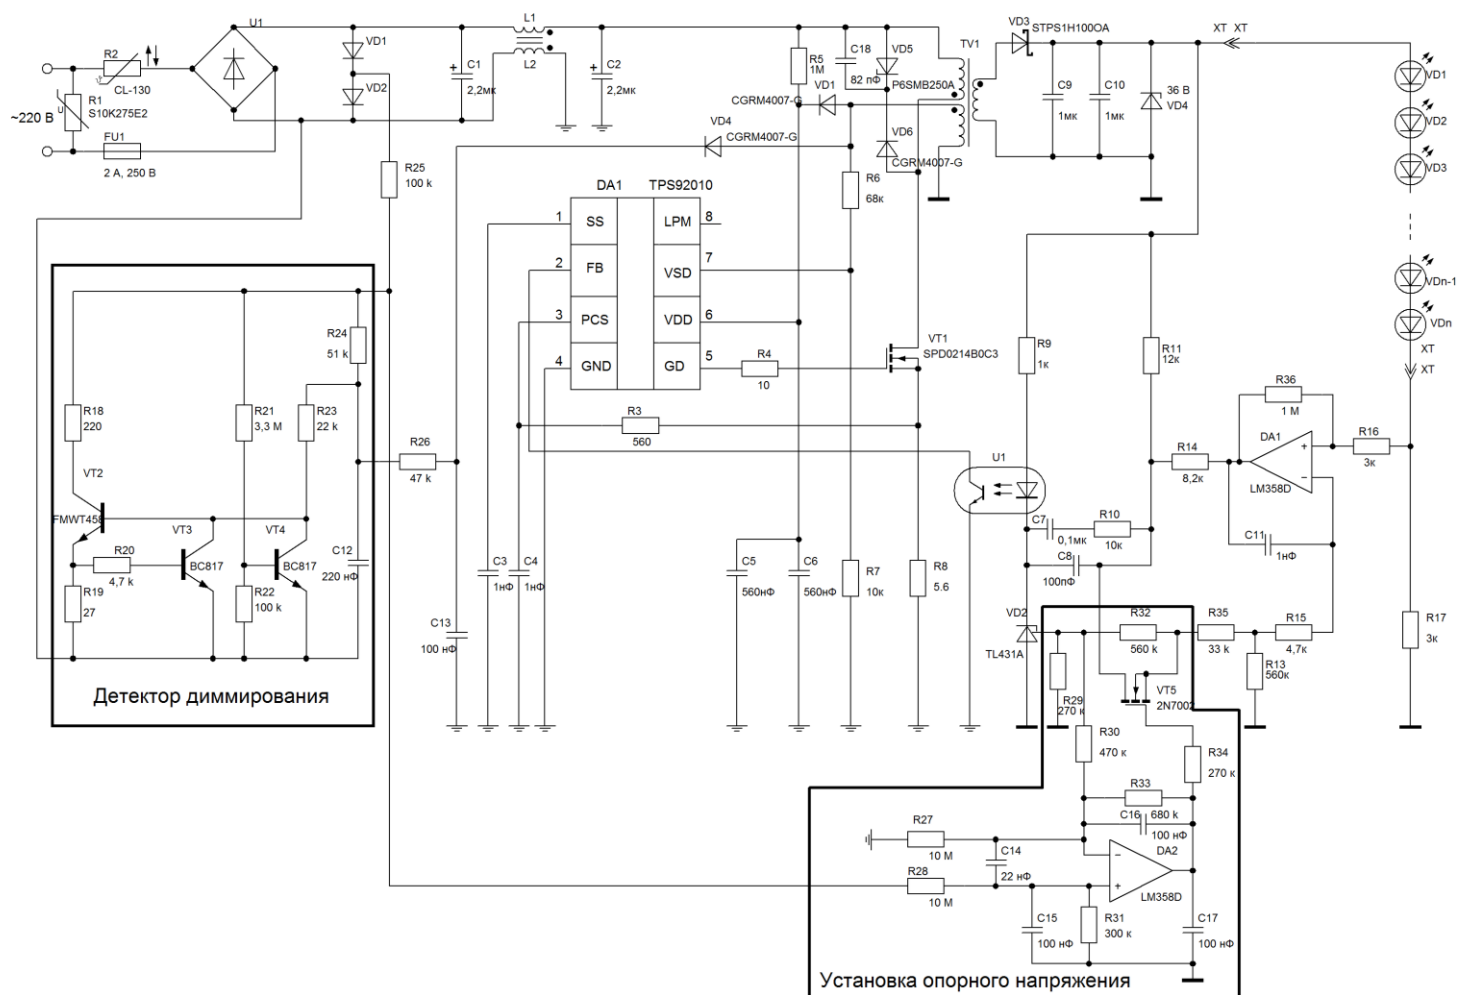 U1
R2
CL-130
R1
U
S10K275E2
~220 В
FU1
2 А, 250 В
VD1
VD2
C1
2,2мк
L1
L2
C2
2,2мк
R25
100 k
R5
1М
C18
82 пФ
VD5
P6SMB250A
VD1
CGRM4007-G
VD4
CGRM4007-G
VD6
CGRM4007-G
TV1
VD3
STPS1H100OA
C9
1мк
C10
1мк
36 В
VD4
XT XT
VD1
VD2
VD3
VDn-1
VDn
XT
XT
R6
68к
DA1
TPS92010
1
SS
LPM
8
2
FB
VSD
7
3
PCS
VDD
6
4
GND
GD
5
R4
10
VT1
SPD0214B0C3
R3
560
R9
1к
R11
12к
R36
1 М
DA1
LM358D
R16
3к
R14
8,2к
U1
C7
0,1мк
R10
10к
C8
100пФ
C11
1нФ
R24
51 k
R18
220
R21
3,3 М
R23
22 k
R26
47 k
VT2
FMWT458
R20
4,7 k
VT3
BC817
VT4
BC817
C12
220 нФ
R19
27
R22
100 k
Детектор диммирования
C13
100 нФ
C3
1нФ
C4
1нФ
C5
560нФ
C6
560нФ
R7
10к
R8
5.6
VD2
TL431A
R32
560 k
R35
33 k
R15
4,7к
R13
560к
R17
3к
R29
270 к
VT5
2N7002
R30
470 к
R34
270 к
R33
680 k
C16
100 нФ
DA2
LM358D
R27
10 М
C14
22 нФ
R28
10 М
C15
100 нФ
R31
300 к
C17
100 нФ
Установка опорного напряжения